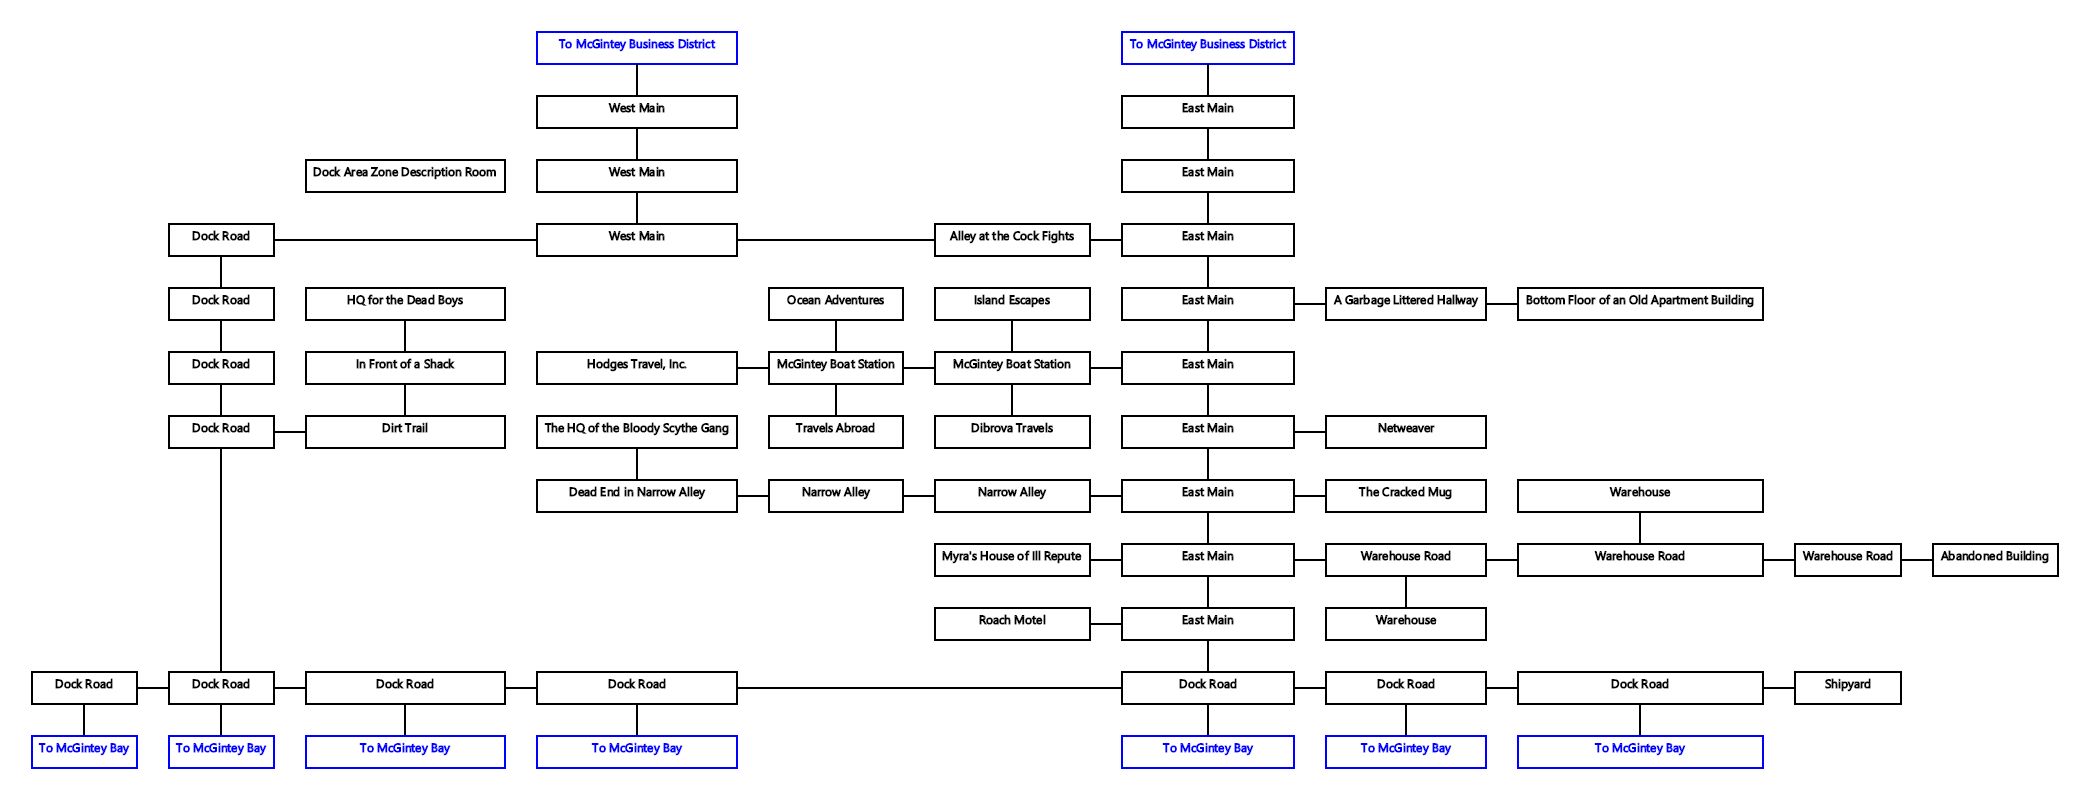 To McGintey Business District
To McGintey Business District
West Main
East Main
Dock Area Zone Description Room
West Main
East Main
Dock Road
West Main
Alley at the Cock Fights
East Main
Dock Road
HQ for the Dead Boys
Ocean Adventures
Island Escapes
East Main
A Garbage Littered Hallway
Bottom Floor of an Old Apartment Building
Dock Road
In Front of a Shack
Hodges Travel, Inc.
McGintey Boat Station
McGintey Boat Station
East Main
Dock Road
Dirt Trail
The HQ of the Bloody Scythe Gang
Travels Abroad
Dibrova Travels
East Main
Netweaver
Dead End in Narrow Alley
Narrow Alley
Narrow Alley
East Main
The Cracked Mug
Warehouse
Myra's House of Ill Repute
East Main
Warehouse Road
Warehouse Road
Warehouse Road
Abandoned Building
Roach Motel
East Main
Warehouse
Dock Road
Dock Road
Dock Road
Dock Road
Dock Road
Dock Road
Dock Road
Shipyard
To McGintey Bay
To McGintey Bay
To McGintey Bay
To McGintey Bay
To McGintey Bay
To McGintey Bay
To McGintey Bay